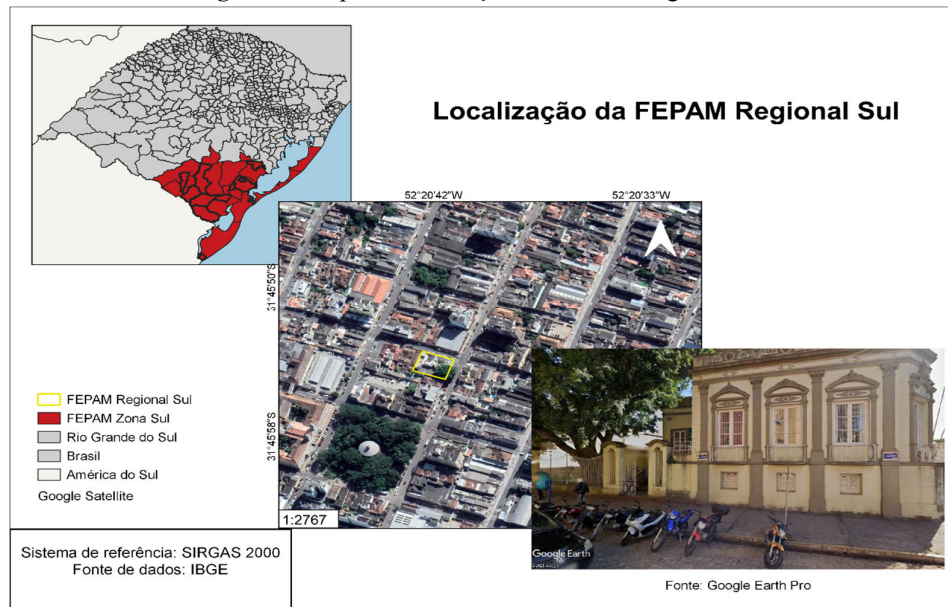 Localização da FEPAM Regional Sul
52°20'42"W
52°20'33"W
31°45'50"S
31°45'58"S
FEPAM Regional Sul
FEPAM Zona Sul
Rio Grande do Sul
Brasil
América do Sul
Google Satellite
1:2767
Google Earth
Sistema de referência: SIRGAS 2000
Fonte de dados: IBGE
Fonte: Google Earth Pro